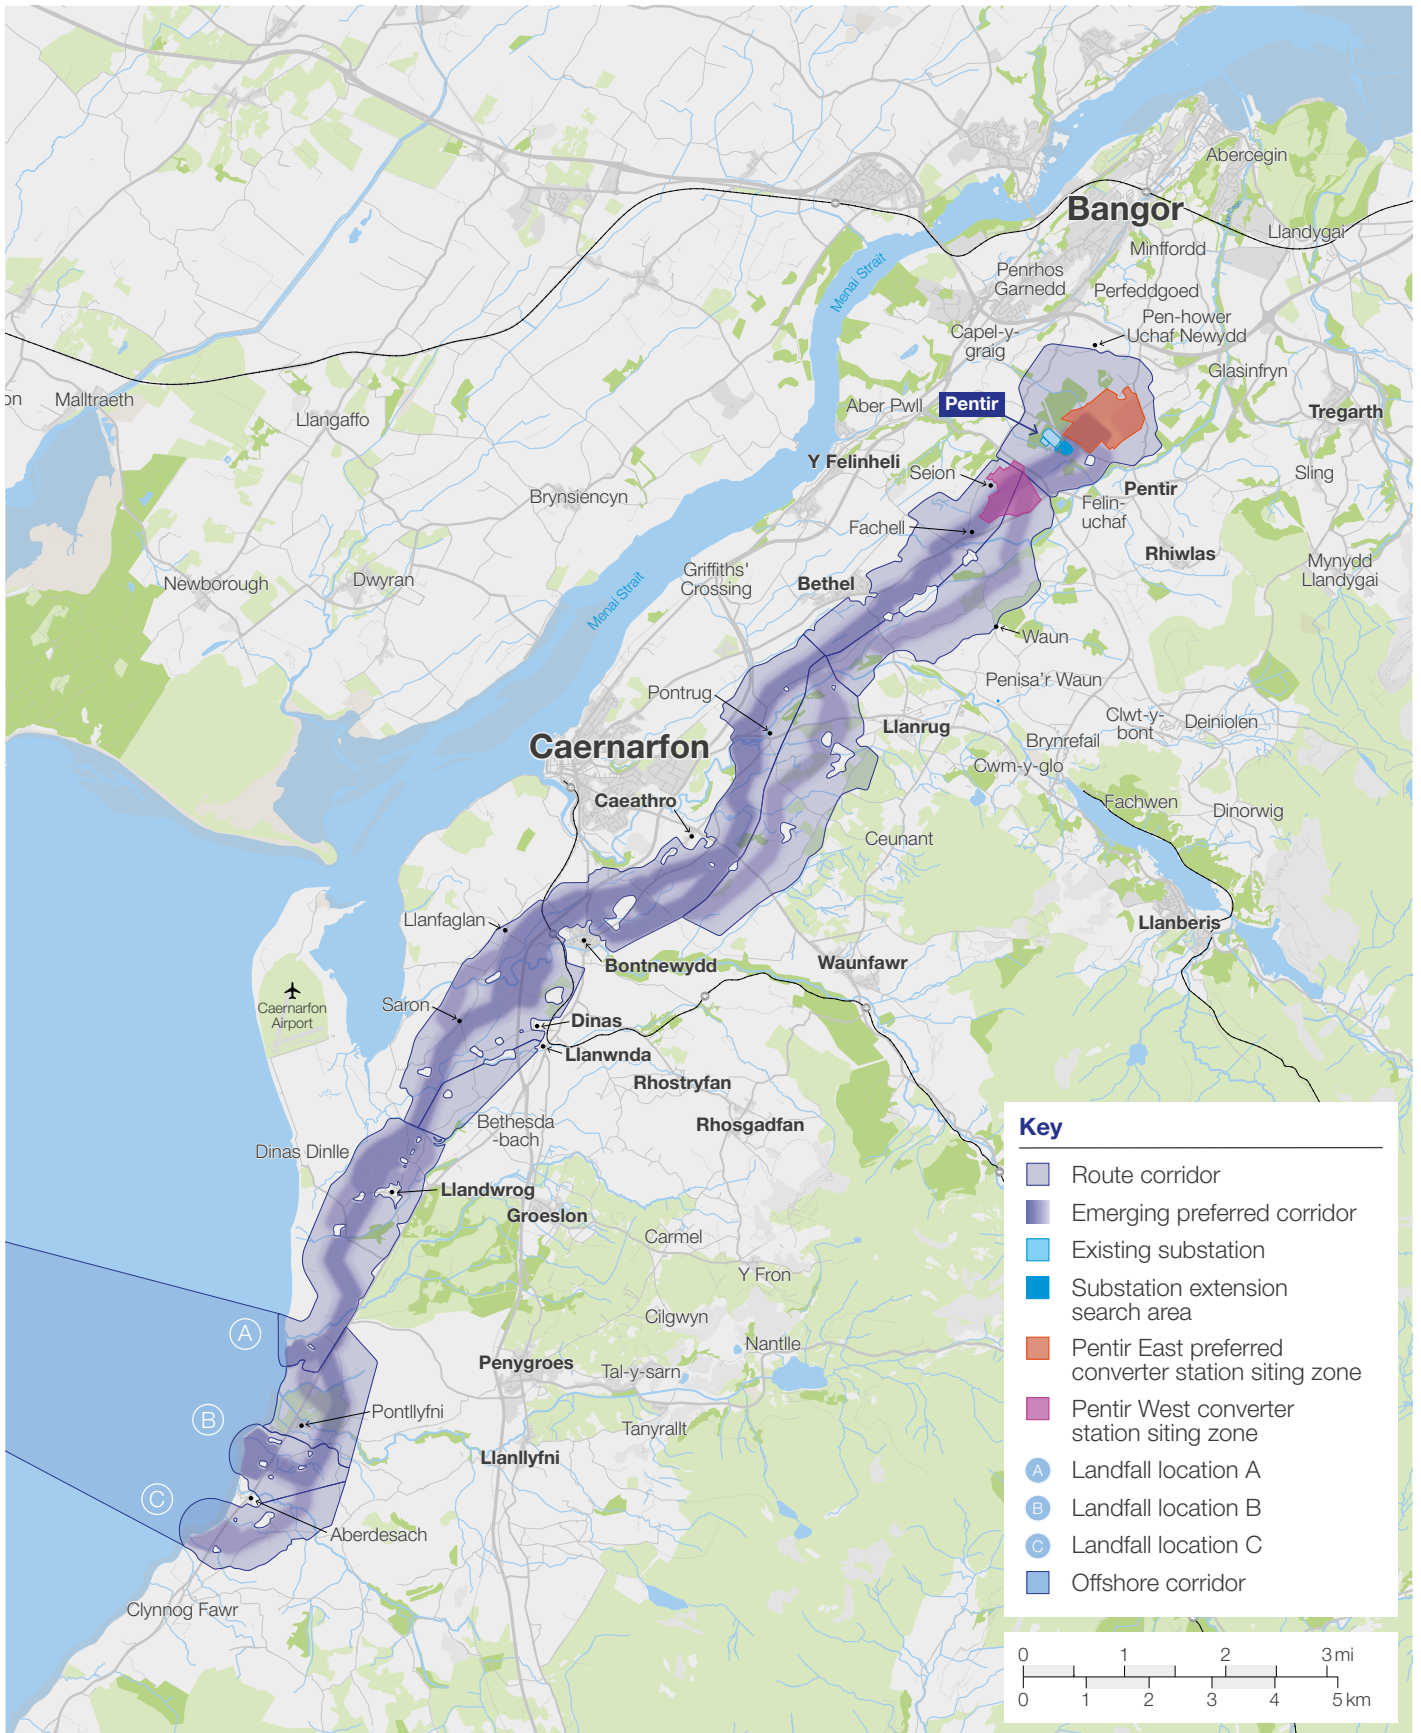 Abercegin
Bangor
Llandygai
Minffordd
Menai Strait
Penrhos
Garnedd
Perfeddgoed
Pen-hower
Uchaf Newydd
Capel-y-
graig
Glasinfryn
on
Malltraeth
Llangaffo
Aber Pwll
Pentir
Tregarth
Y Felinheli
Seion
Sling
Pentir
Brynsiencyn
Felin-
uchaf
Fachell
Rhiwlas
Mynydd
Llandygai
Griffiths'
Crossing
Bethel
Newborough
Dwyran
Menai Strait
Waun
Penisa'r Waun
Pontrug
Clwt-y-
bont
Deiniolen
Llanrug
Brynrefail
Caernarfon
Cwm-y-glo
Caeathro
Fachwen
Dinorwig
Ceunant
Llanfaglan
Llanberis
Bontnewydd
Waunfawr
Caernarfon
Airport
Saron
Dinas
Llanwnda
Rhostryfan
Bethesda
-bach
Rhosgadfan
Dinas Dinlle
Llandwrog
Groeslon
Carmel
Y Fron
Cilgwyn
A
Nantlle
Penygroes
Tal-y-sarn
B
Pontllyfni
Tanyrallt
Llanllyfni
C
Aberdesach
Clynnog Fawr
Key
Route corridor
Emerging preferred corridor
Existing substation
Substation extension
search area
Pentir East preferred
converter station siting zone
Pentir West converter
station siting zone
A Landfall location A
B Landfall location B
C Landfall location C
Offshore corridor
0 1 2 3 mi
0 1 2 3 4 5 km